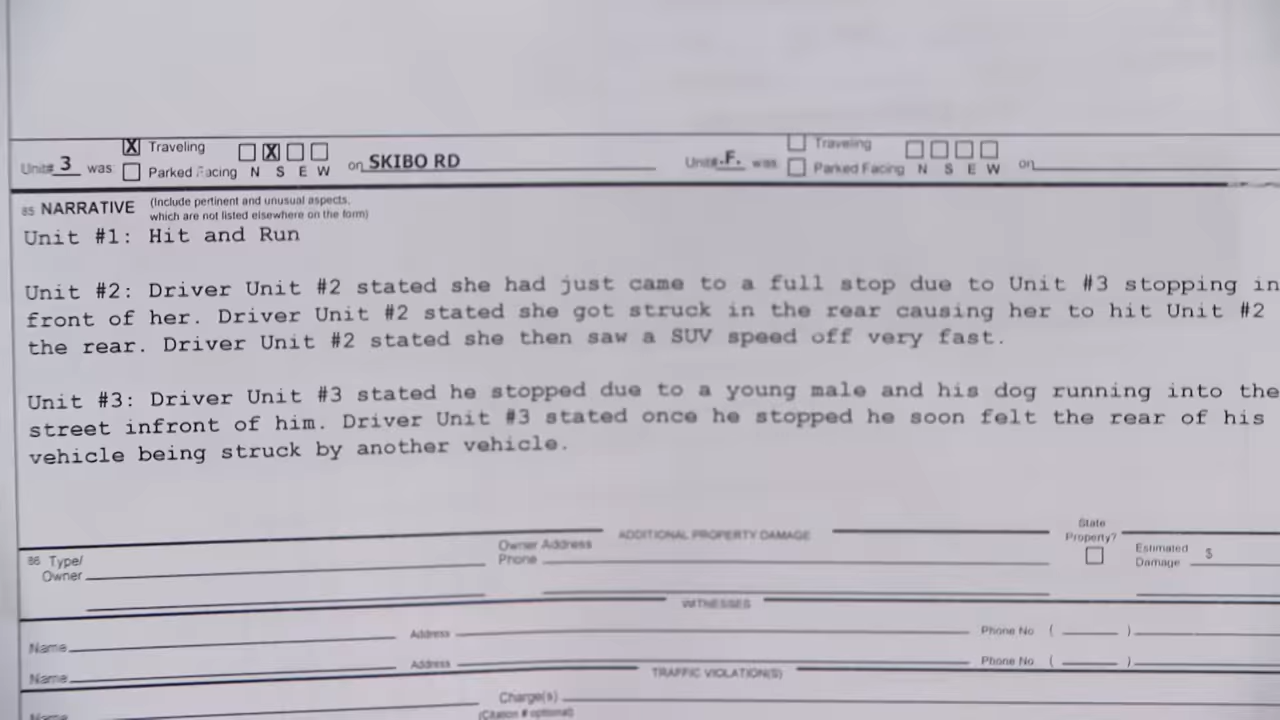 X Traveling X
Unit# 3 was: Parked Facing N S E W on SKIBO RD
Traveling
Unit# .F. was Parked Facing N S E W on
85 NARRATIVE (Include pertinent and unusual aspects,
which are not listed elsewhere on the form)
Unit #1: Hit and Run
Unit #2: Driver Unit #2 stated she had just came to a full stop due to Unit #3 stopping in
front of her. Driver Unit #2 stated she got struck in the rear causing her to hit Unit #2
the rear. Driver Unit #2 stated she then saw a SUV speed off very fast.
Unit #3: Driver Unit #3 stated he stopped due to a young male and his dog running into the
street infront of him. Driver Unit #3 stated once he stopped he soon felt the rear of his
vehicle being struck by another vehicle.
ADDITIONAL PROPERTY DAMAGE
86 Type/
Owner
Owner Address
Phone
State
Property?
Estimated
Damage $
WITNESSES
Name Address Phone No ( )
Name Address Phone No ( )
TRAFFIC VIOLATION(S)
Name Charge(s)
(Citation # optional)